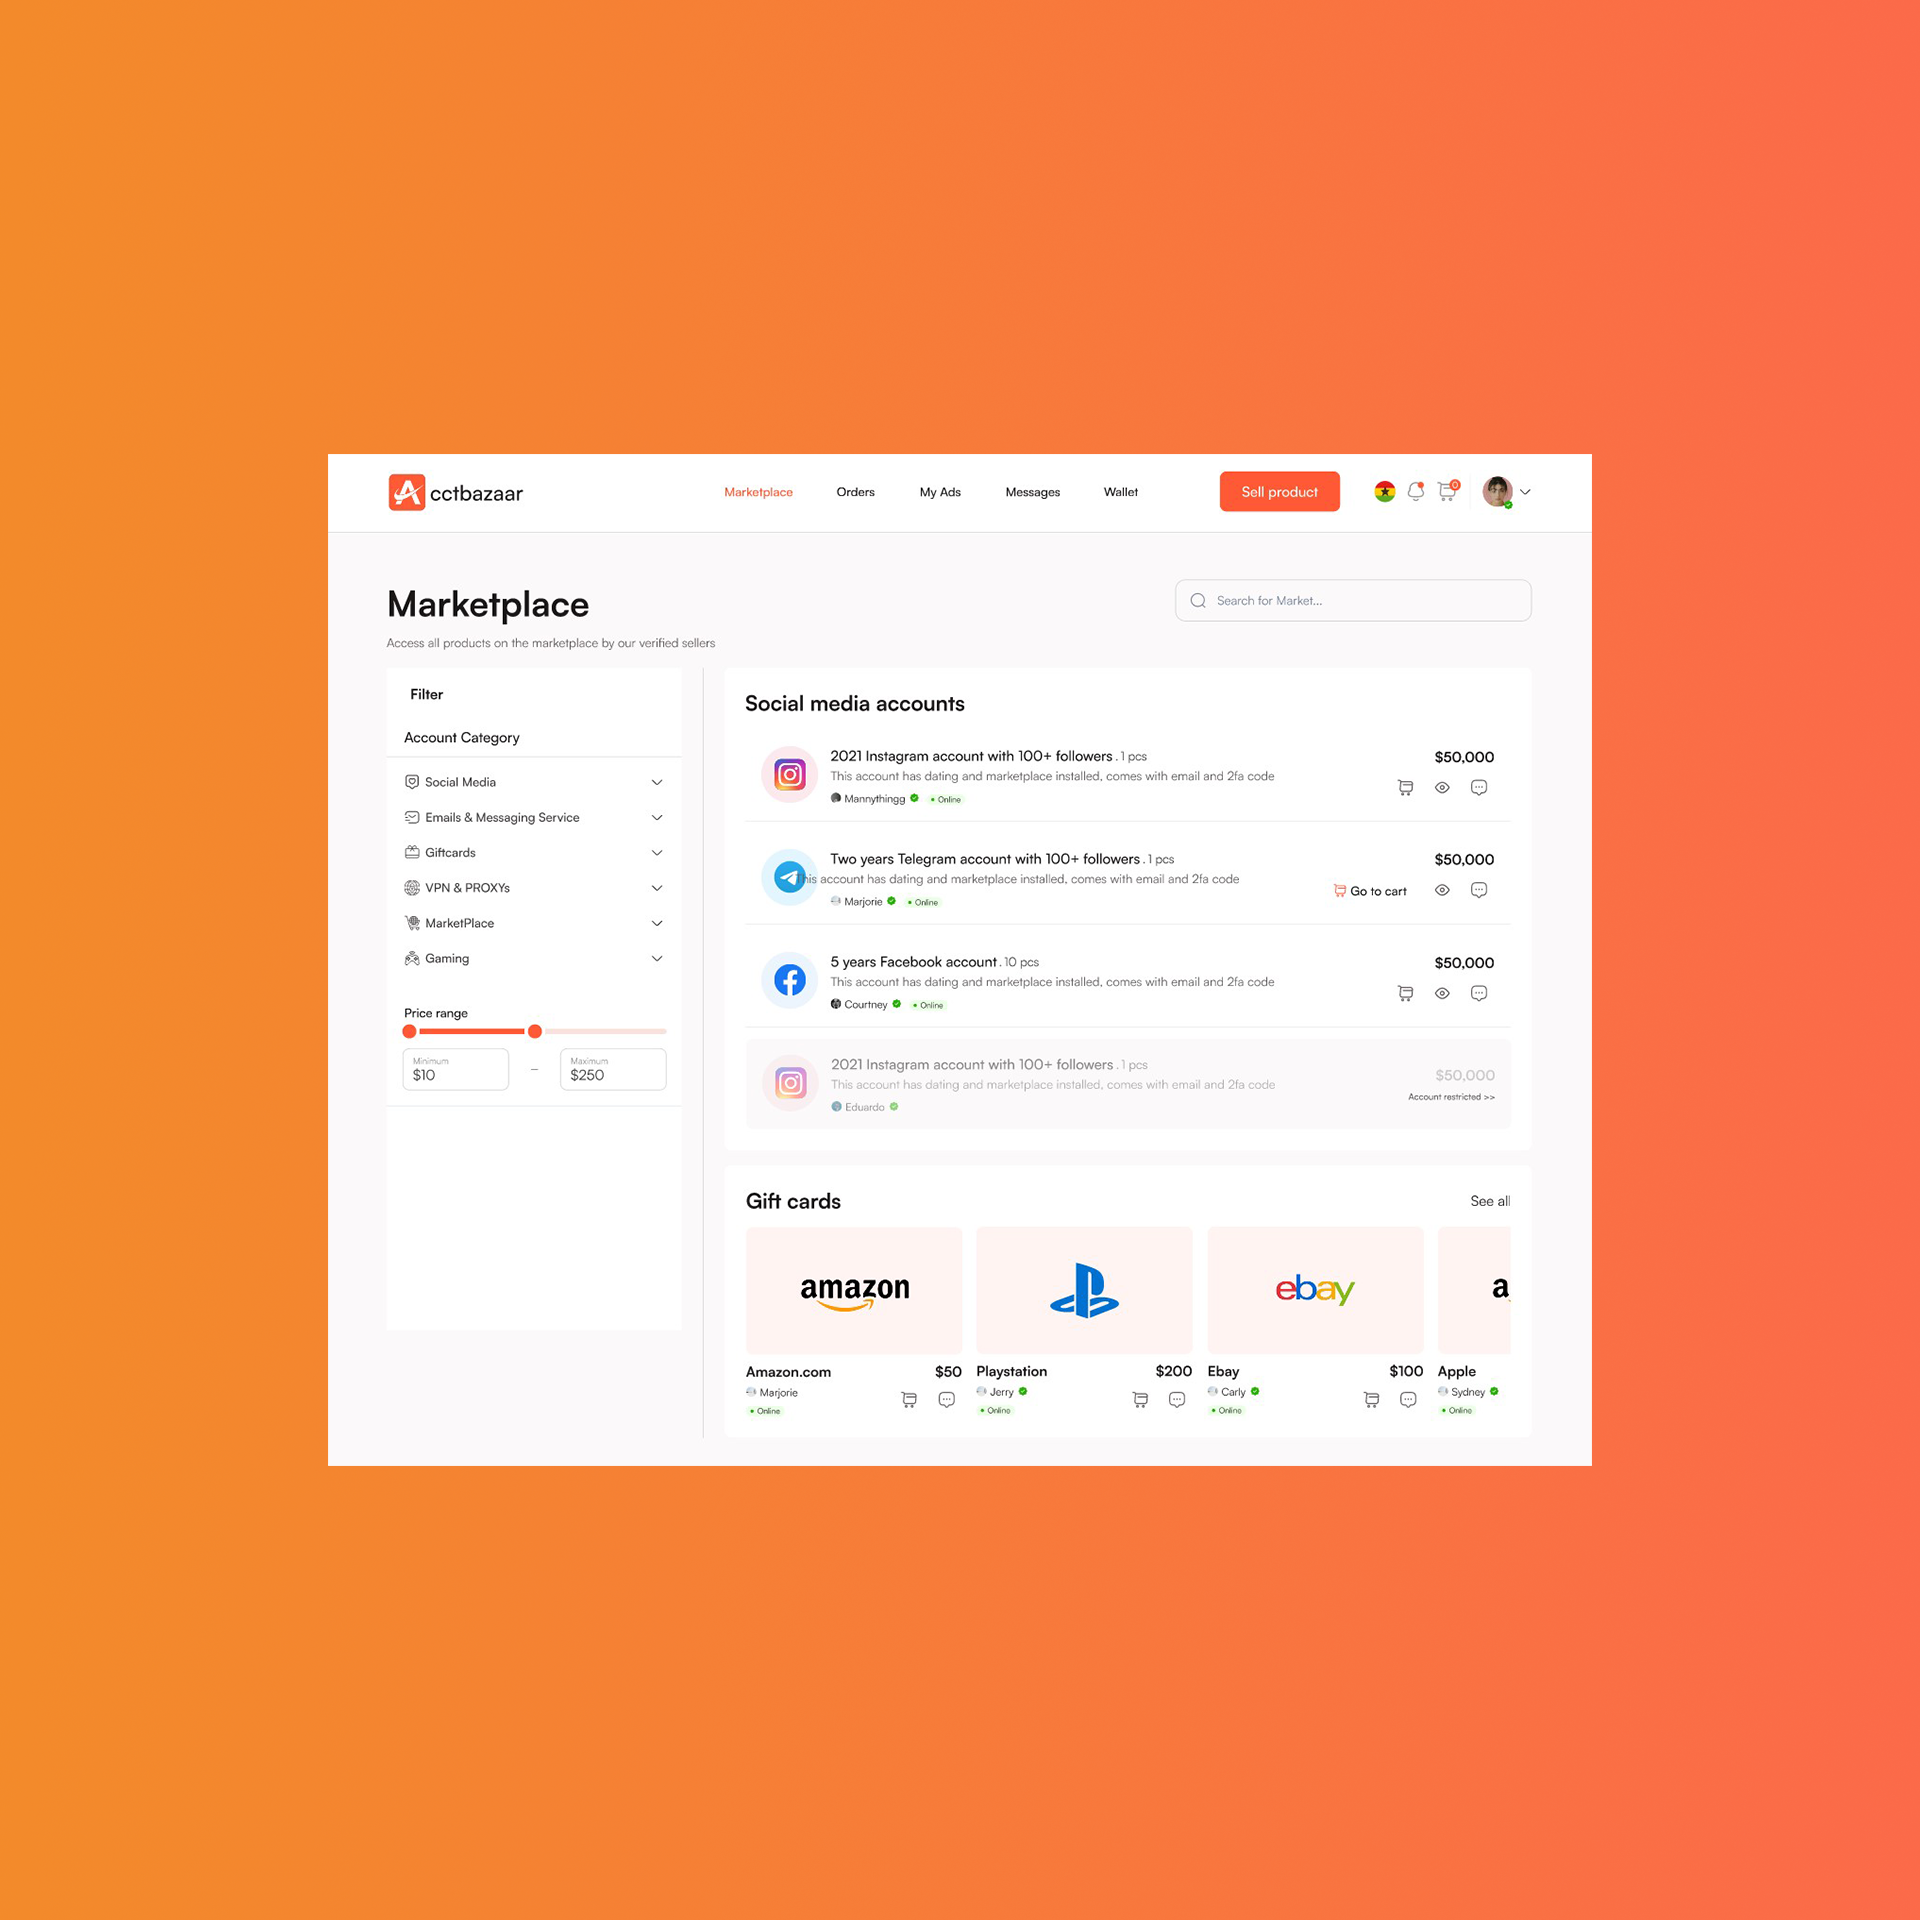 Acctbazaar
Marketplace
Orders
My Ads
Messages
Wallet
Sell product
0
Marketplace
Search for Market...
Access all products on the marketplace by our verified sellers
Filter
Account Category
Social Media
Emails & Messaging Service
Giftcards
VPN & PROXYs
MarketPlace
Gaming
Price range
Minimum
$10
–
Maximum
$250
Social media accounts
2021 Instagram account with 100+ followers . 1 pcs
$50,000
This account has dating and marketplace installed, comes with email and 2fa code
Mannythingg
Online
Two years Telegram account with 100+ followers . 1 pcs
$50,000
This account has dating and marketplace installed, comes with email and 2fa code
Go to cart
Marjorie
Online
5 years Facebook account . 10 pcs
$50,000
This account has dating and marketplace installed, comes with email and 2fa code
Courtney
Online
2021 Instagram account with 100+ followers . 1 pcs
$50,000
This account has dating and marketplace installed, comes with email and 2fa code
Account restricted >>
Eduardo
Gift cards
See all
amazon
ebay
a
Amazon.com
$50
Marjorie
Online
Playstation
$200
Jerry
Online
Ebay
$100
Carly
Online
Apple
Sydney
Online